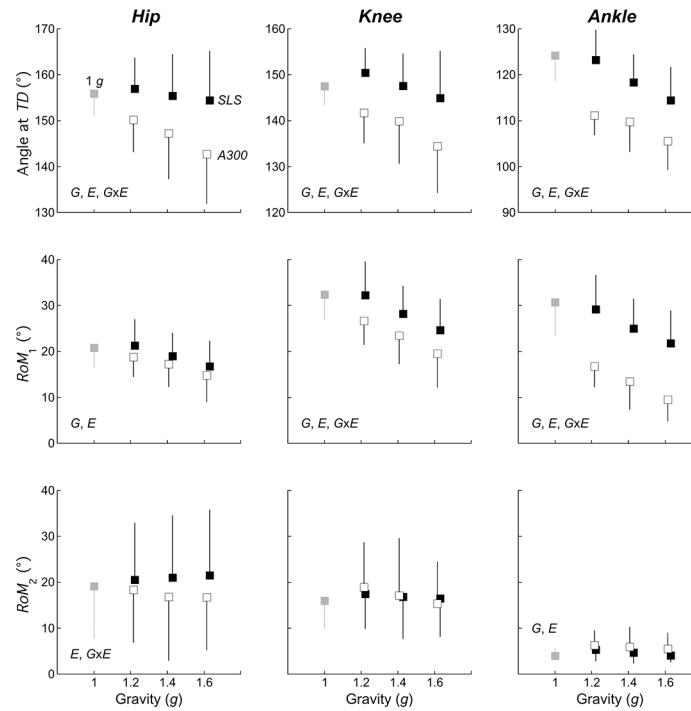 Hip Knee Ankle
170 160 130
160 150 120
150 140 110
140 130 100
130 120 90
Angle at TD (°)
1 g
SLS
A300
G, E, GxE G, E, GxE G, E, GxE
40
30
20
10
0
RoM1 (°)
G, E G, E, GxE G, E, GxE
40
30
20
10
0
RoM2 (°)
E, GxE G, E
1 1.2 1.4 1.6 1 1.2 1.4 1.6 1 1.2 1.4 1.6
Gravity (g) Gravity (g) Gravity (g)